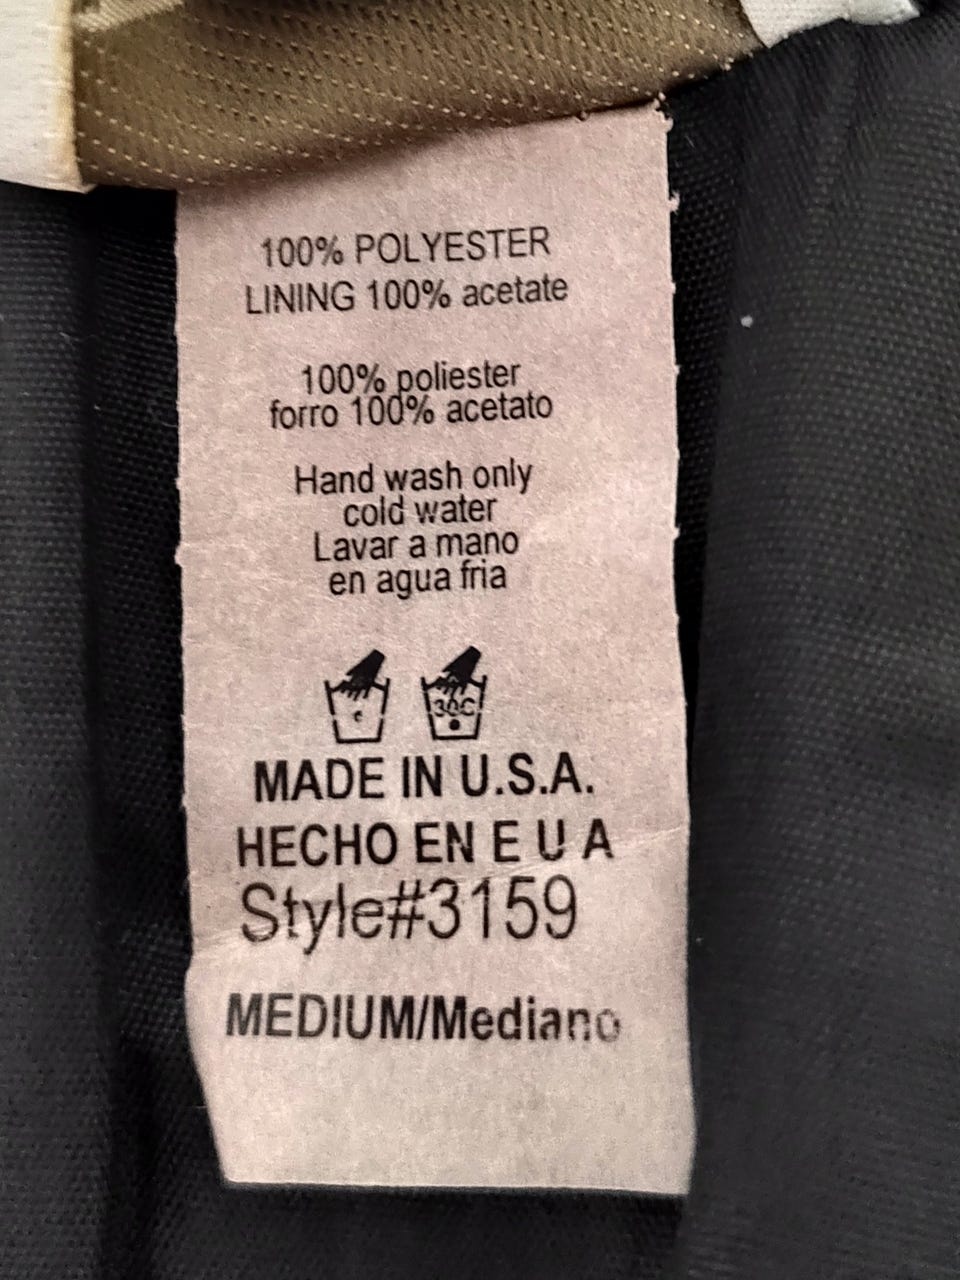 100% POLYESTER
LINING 100% acetate
100% poliester
forro 100% acetato
Hand wash only
cold water
Lavar a mano
en agua fria
30C
MADE IN U.S.A.
HECHO EN E U A
Style#3159
MEDIUM/Mediano